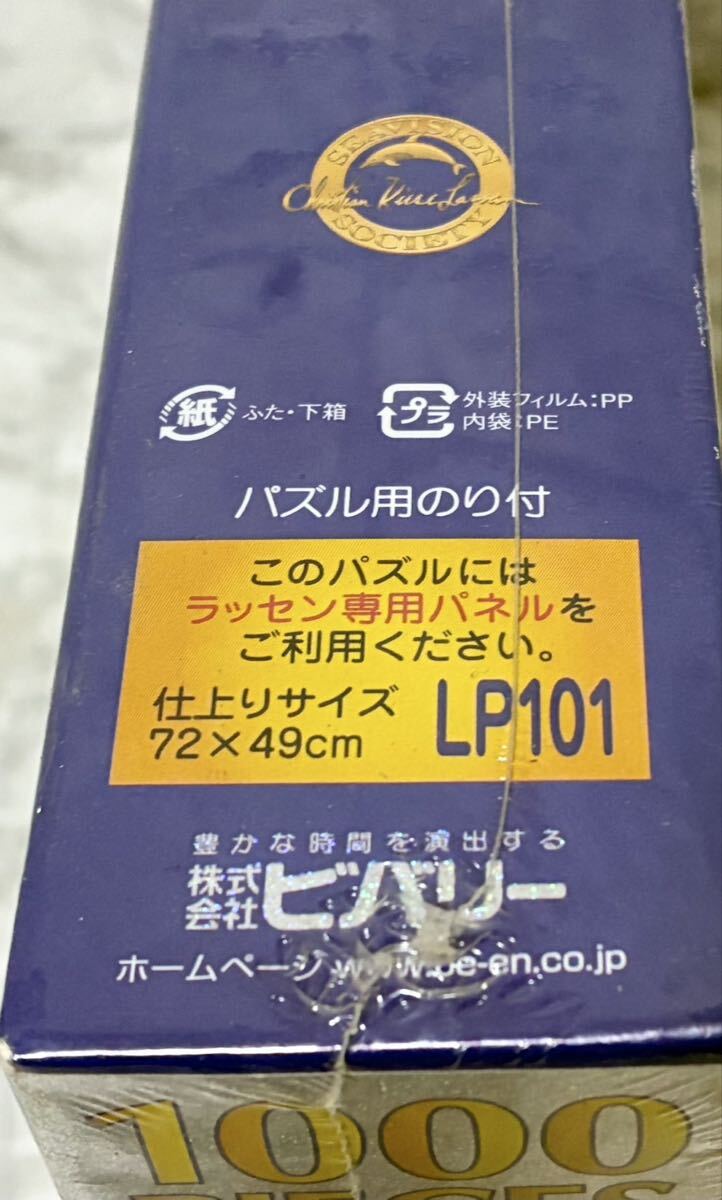 SEAVISION
Christian Riese Lassen
SOCIETY
紙 ふた・下箱
プラ 外装フィルム:PP
内袋:PE
パズル用のり付
このパズルには
ラッセン専用パネルを
ご利用ください。
仕上りサイズ
72×49cm LP101
豊かな時間を演出する
株式会社 ビバリー
ホームページ www.be-en.co.jp
1000
PIECES